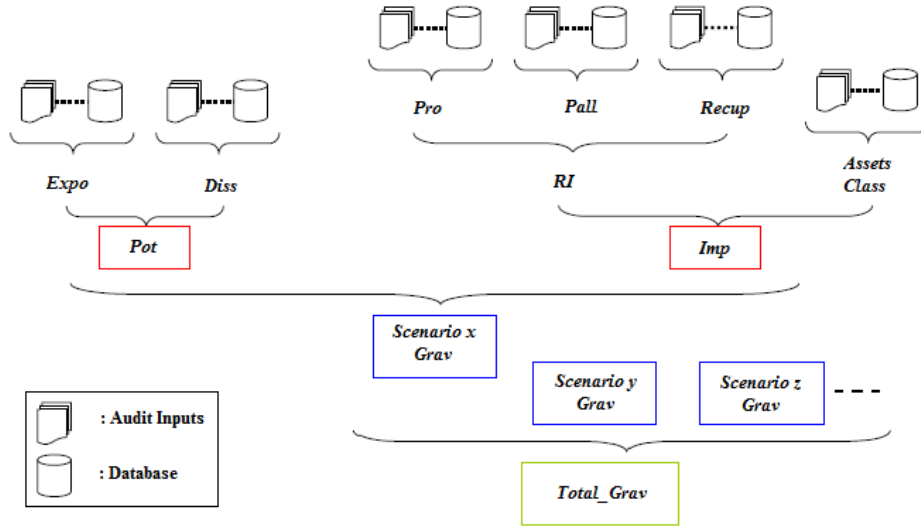 Pro
Pall
Recup
Expo
Diss
RI
Assets
Class
Pot
Imp
Scenario x
Grav
Scenario y
Grav
Scenario z
Grav
: Audit Inputs
: Database
Total_Grav